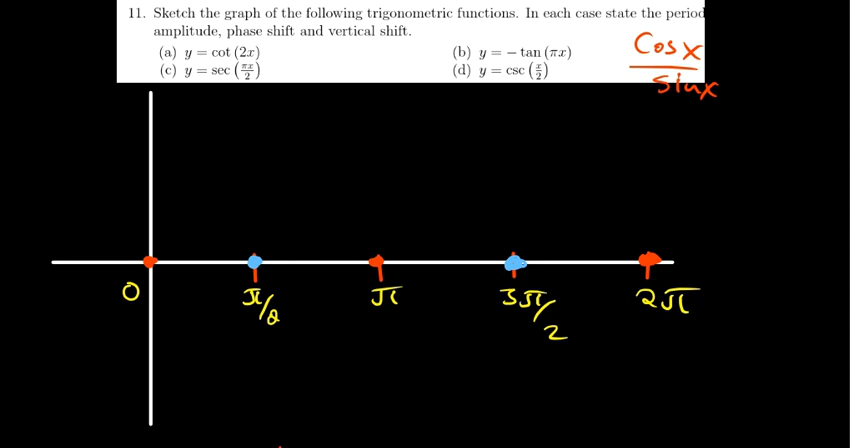 11. Sketch the graph of the following trigonometric functions. In each case state the period
amplitude, phase shift and vertical shift.
(a) y = cot (2x) (b) y = − tan (πx)
(c) y = sec (πx/2) (d) y = csc (x/2)
Cos x
Sin x
0 π/2 π 3π/2 2π